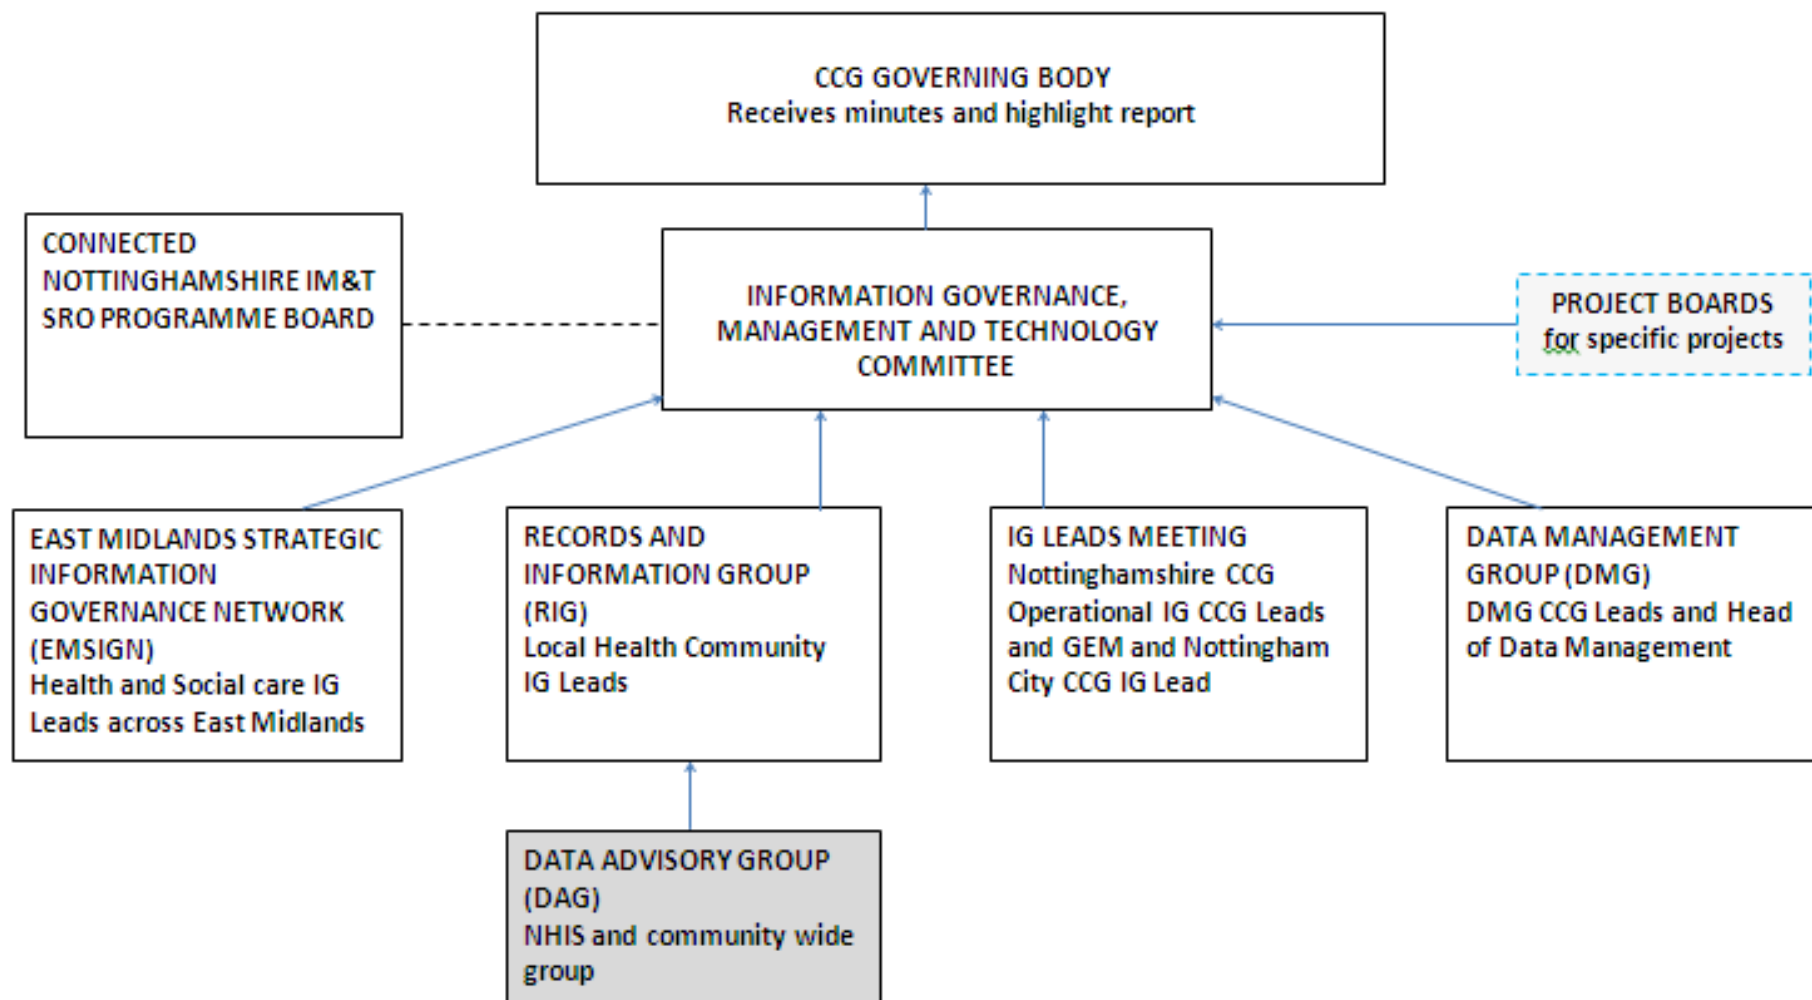 CCG GOVERNING BODY
Receives minutes and highlight report
CONNECTED
NOTTINGHAMSHIRE IM&T
SRO PROGRAMME BOARD
INFORMATION GOVERNANCE,
MANAGEMENT AND TECHNOLOGY
COMMITTEE
PROJECT BOARDS
for specific projects
EAST MIDLANDS STRATEGIC
INFORMATION
GOVERNANCE NETWORK
(EMSIGN)
Health and Social care IG
Leads across East Midlands
RECORDS AND
INFORMATION GROUP
(RIG)
Local Health Community
IG Leads
IG LEADS MEETING
Nottinghamshire CCG
Operational IG CCG Leads
and GEM and Nottingham
City CCG IG Lead
DATA MANAGEMENT
GROUP (DMG)
DMG CCG Leads and Head
of Data Management
DATA ADVISORY GROUP
(DAG)
NHIS and community wide
group